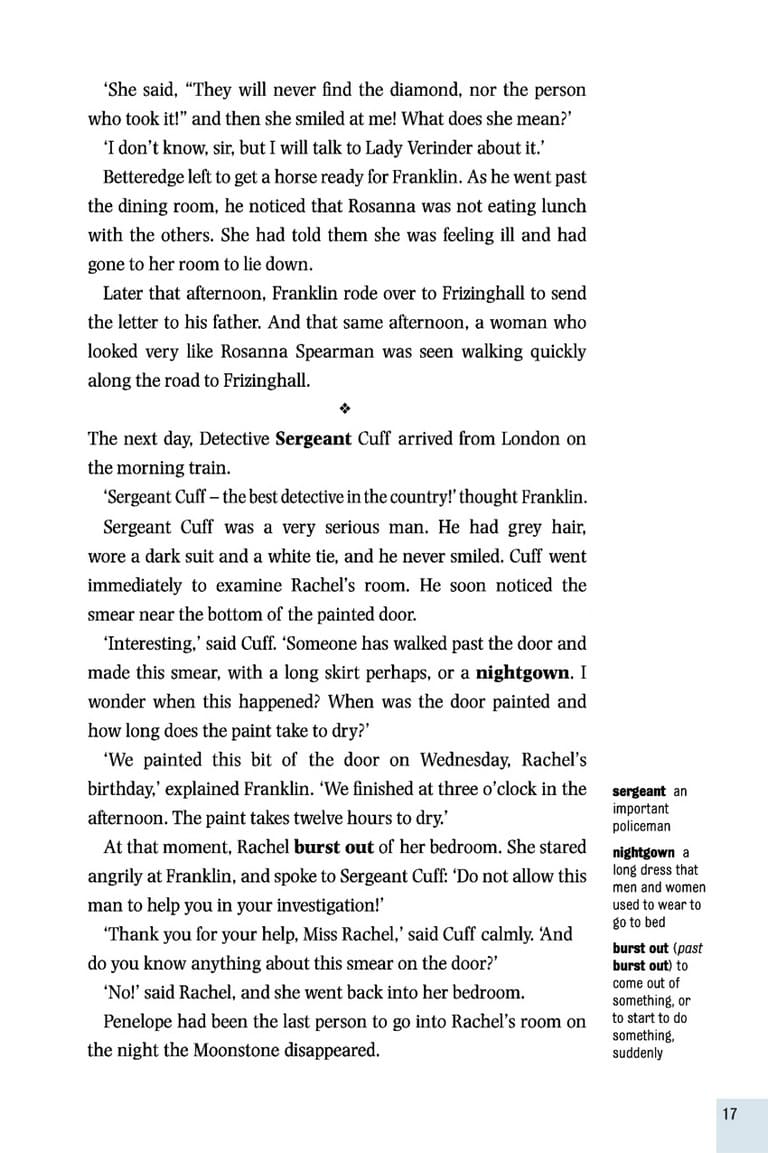 ‘She said, “They will never find the diamond, nor the person
who took it!” and then she smiled at me! What does she mean?’
‘I don’t know, sir, but I will talk to Lady Verinder about it.’
Betteredge left to get a horse ready for Franklin. As he went past
the dining room, he noticed that Rosanna was not eating lunch
with the others. She had told them she was feeling ill and had
gone to her room to lie down.
Later that afternoon, Franklin rode over to Frizinghall to send
the letter to his father. And that same afternoon, a woman who
looked very like Rosanna Spearman was seen walking quickly
along the road to Frizinghall.
❖
The next day, Detective Sergeant Cuff arrived from London on
the morning train.
‘Sergeant Cuff – the best detective in the country!’ thought Franklin.
Sergeant Cuff was a very serious man. He had grey hair,
wore a dark suit and a white tie, and he never smiled. Cuff went
immediately to examine Rachel’s room. He soon noticed the
smear near the bottom of the painted door.
‘Interesting,’ said Cuff. ‘Someone has walked past the door and
made this smear, with a long skirt perhaps, or a nightgown. I
wonder when this happened? When was the door painted and
how long does the paint take to dry?’
‘We painted this bit of the door on Wednesday, Rachel’s
birthday,’ explained Franklin. ‘We finished at three o’clock in the
afternoon. The paint takes twelve hours to dry.’
At that moment, Rachel burst out of her bedroom. She stared
angrily at Franklin, and spoke to Sergeant Cuff: ‘Do not allow this
man to help you in your investigation!’
‘Thank you for your help, Miss Rachel,’ said Cuff calmly. ‘And
do you know anything about this smear on the door?’
‘No!’ said Rachel, and she went back into her bedroom.
Penelope had been the last person to go into Rachel’s room on
the night the Moonstone disappeared.
sergeant an
important
policeman
nightgown a
long dress that
men and women
used to wear to
go to bed
burst out (past
burst out) to
come out of
something, or
to start to do
something,
suddenly
17